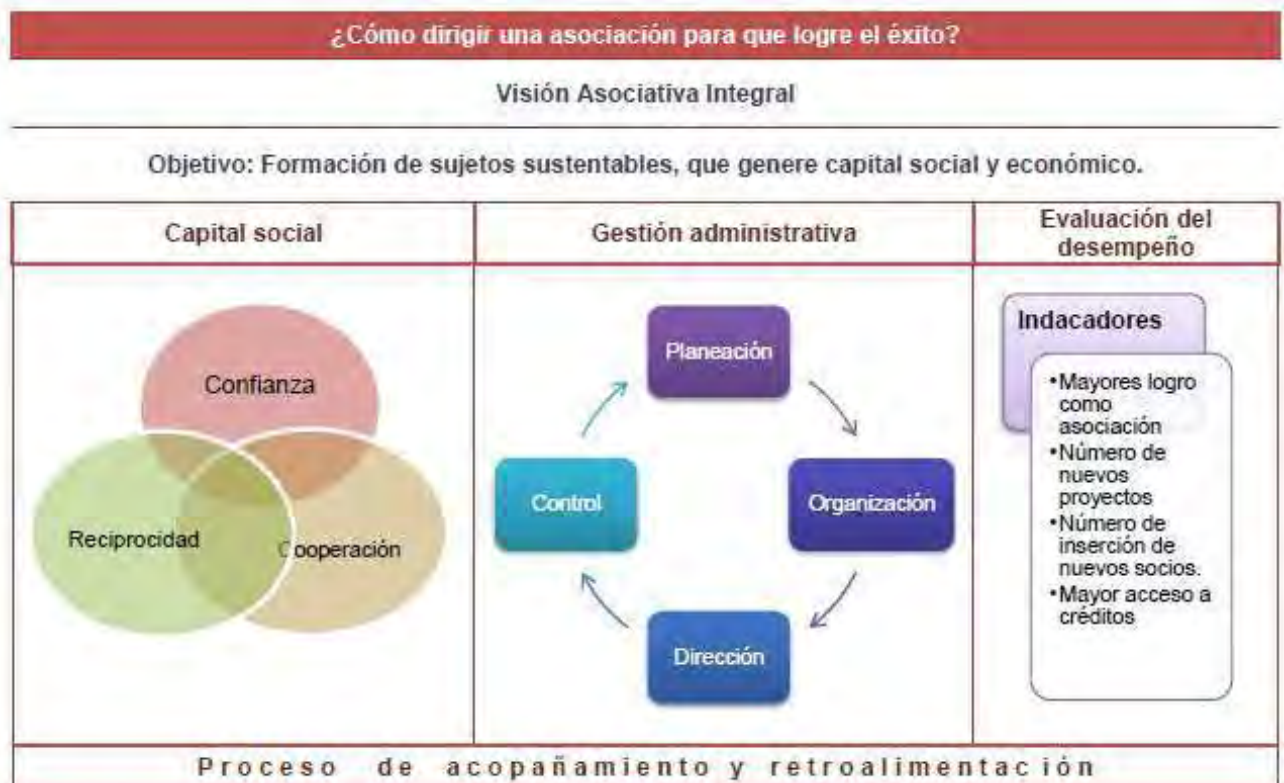 ¿Cómo dirigir una asociación para que logre el éxito?
Visión Asociativa Integral
Objetivo: Formación de sujetos sustentables, que genere capital social y económico.
Capital social
Gestión administrativa
Evaluación del
desempeño
Confianza
Reciprocidad
Cooperación
Planeación
Organización
Dirección
Control
Indacadores
•Mayores logro
como
asociación
•Número de
nuevos
proyectos
•Número de
inserción de
nuevos socios.
•Mayor acceso a
créditos
Proceso de acopañamiento y retroalimentación